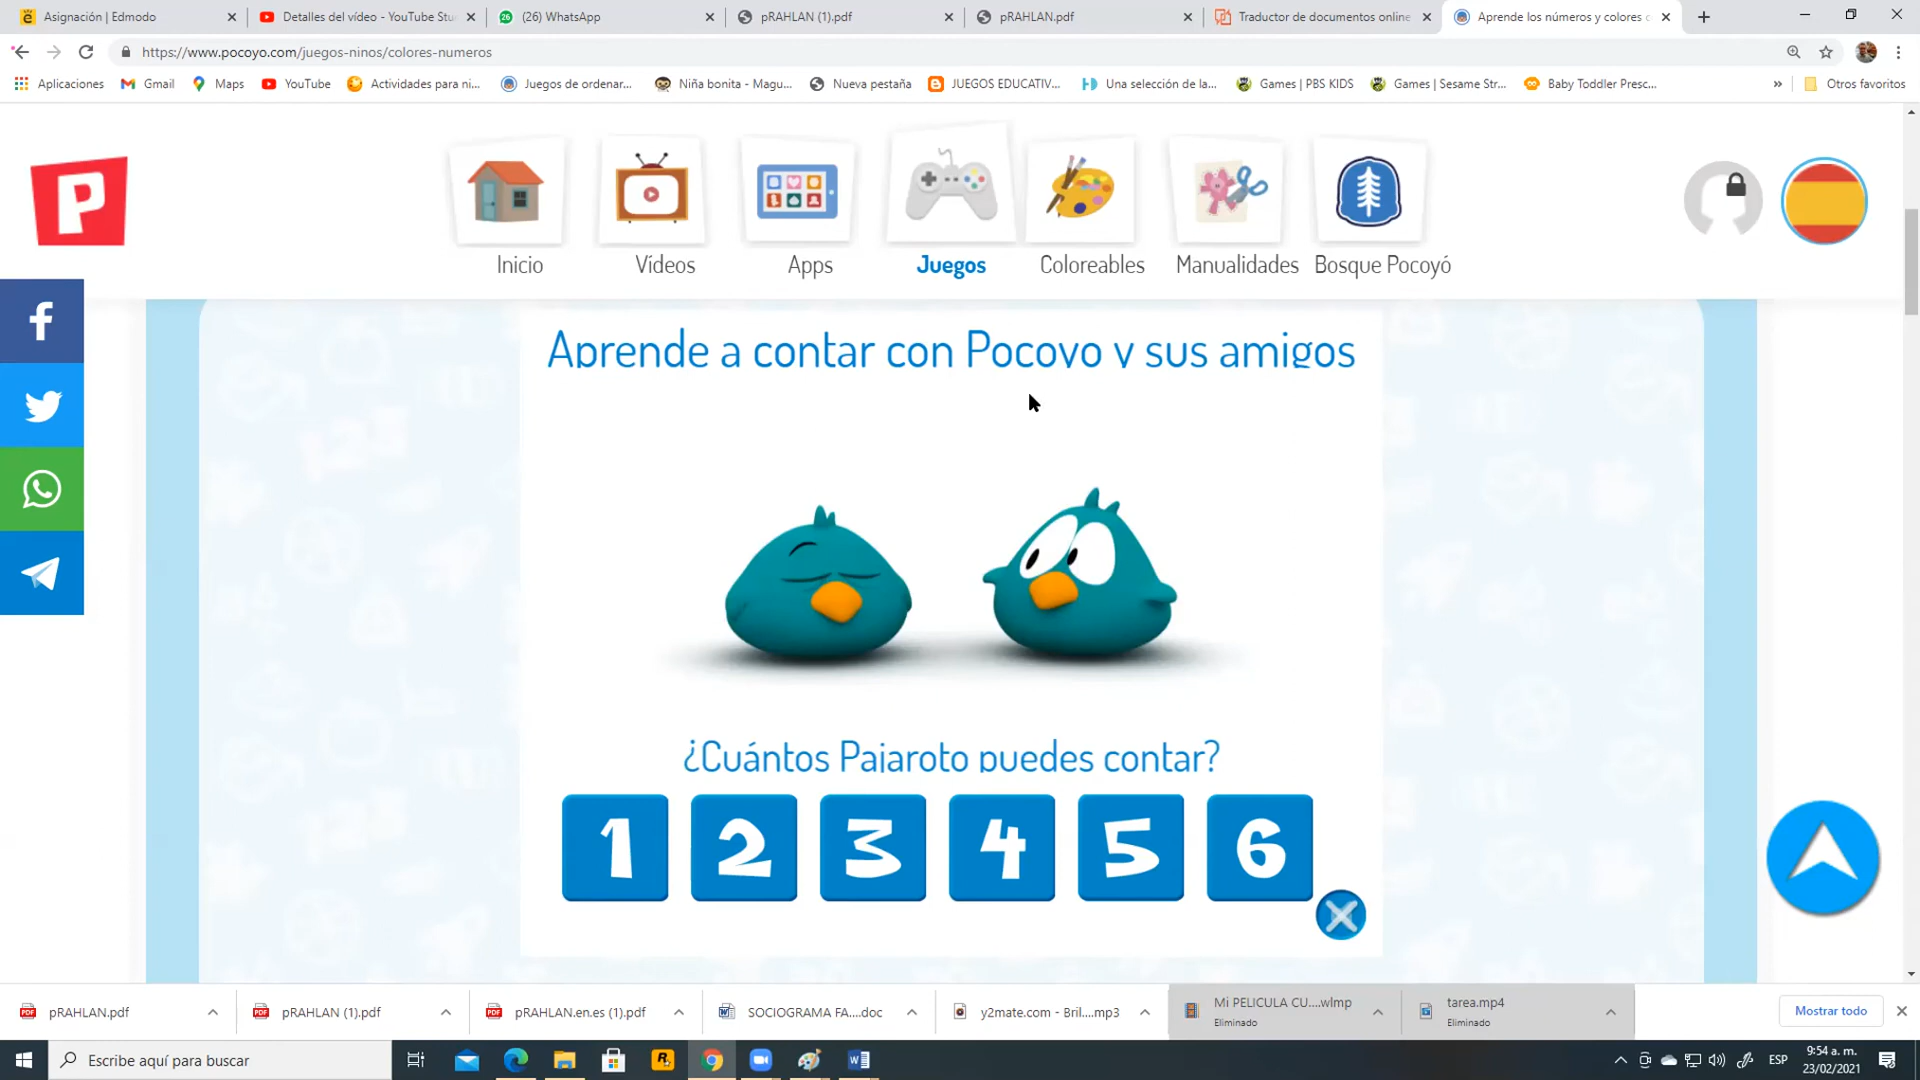 Asignación | Edmodo
Detalles del vídeo - YouTube Stu
(26) WhatsApp
pRAHLAN (1).pdf
pRAHLAN.pdf
Traductor de documentos online
Aprende los números y colores c
https://www.pocoyo.com/juegos-ninos/colores-numeros
Aplicaciones
Gmail
Maps
YouTube
Actividades para ni...
Juegos de ordenar...
Niña bonita - Magu...
Nueva pestaña
JUEGOS EDUCATIV...
Una selección de la...
Games | PBS KIDS
Games | Sesame Str...
Baby Toddler Presc...
»
Otros favoritos
P
Inicio
Vídeos
Apps
Juegos
Coloreables
Manualidades
Bosque Pocoyó
Aprende a contar con Pocoyo y sus amigos
¿Cuántos Pajaroto puedes contar?
1 2 3 4 5 6
pRAHLAN.pdf
pRAHLAN (1).pdf
pRAHLAN.en.es (1).pdf
SOCIOGRAMA FA....doc
y2mate.com - Bril....mp3
Mi PELICULA CU....wlmp
Eliminado
tarea.mp4
Eliminado
Mostrar todo
Escribe aquí para buscar
ESP
9:54 a. m.
23/02/2021